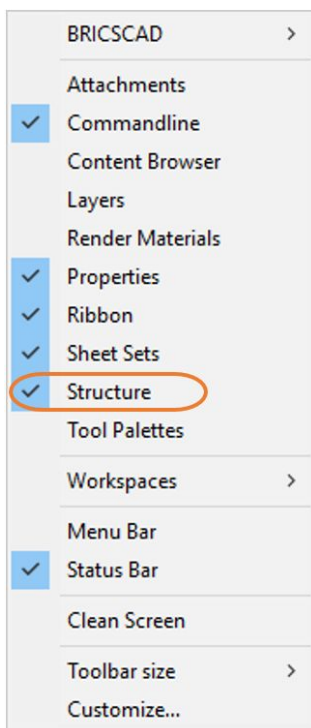 BRICSCAD
Attachments
Commandline
Content Browser
Layers
Render Materials
Properties
Ribbon
Sheet Sets
Structure
Tool Palettes
Workspaces
Menu Bar
Status Bar
Clean Screen
Toolbar size
Customize...